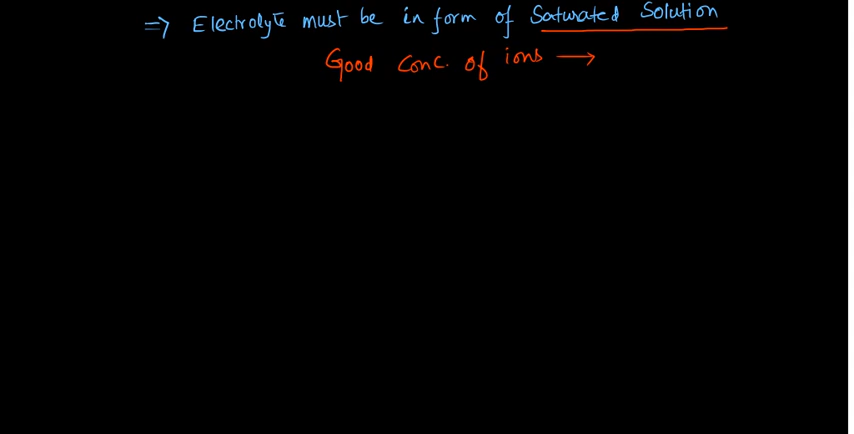 => Electrolyte must be in form of Saturated Solution
Good Conc. of ions →